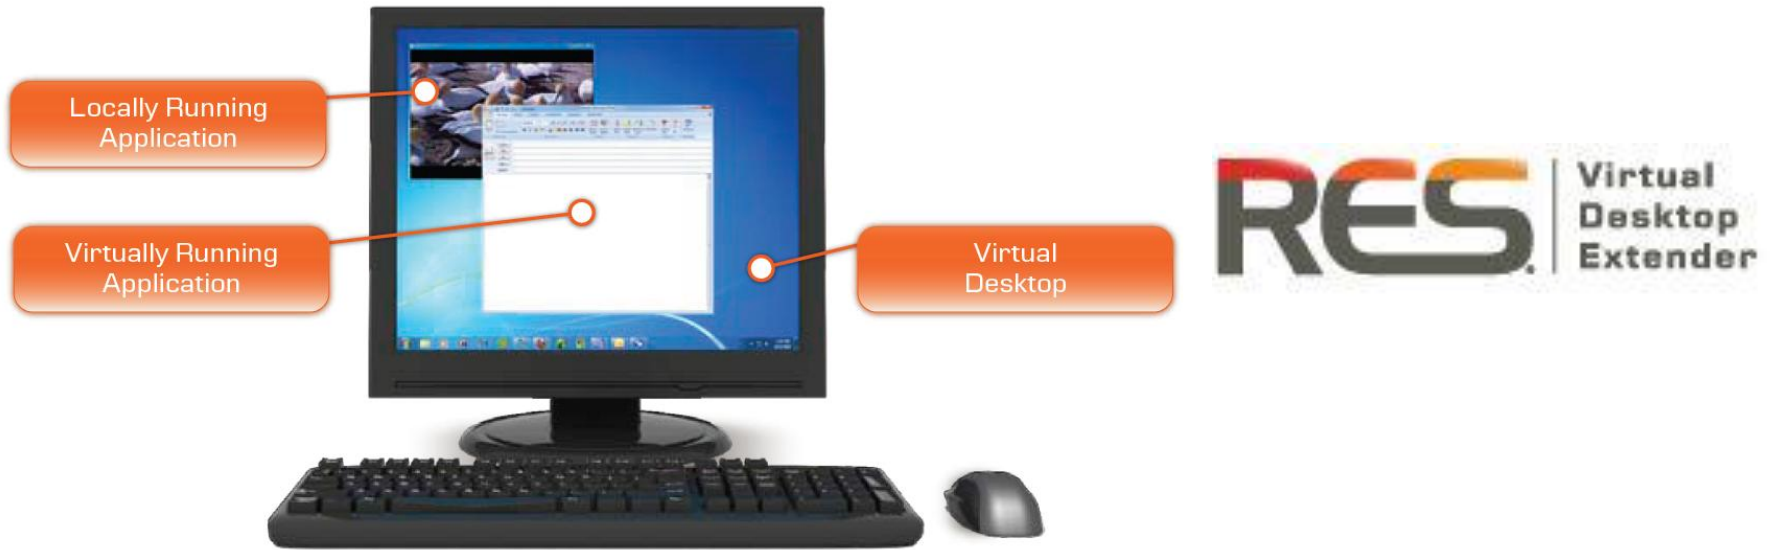 Locally Running
Application
Virtually Running
Application
Virtual
Desktop
RES
Virtual
Desktop
Extender